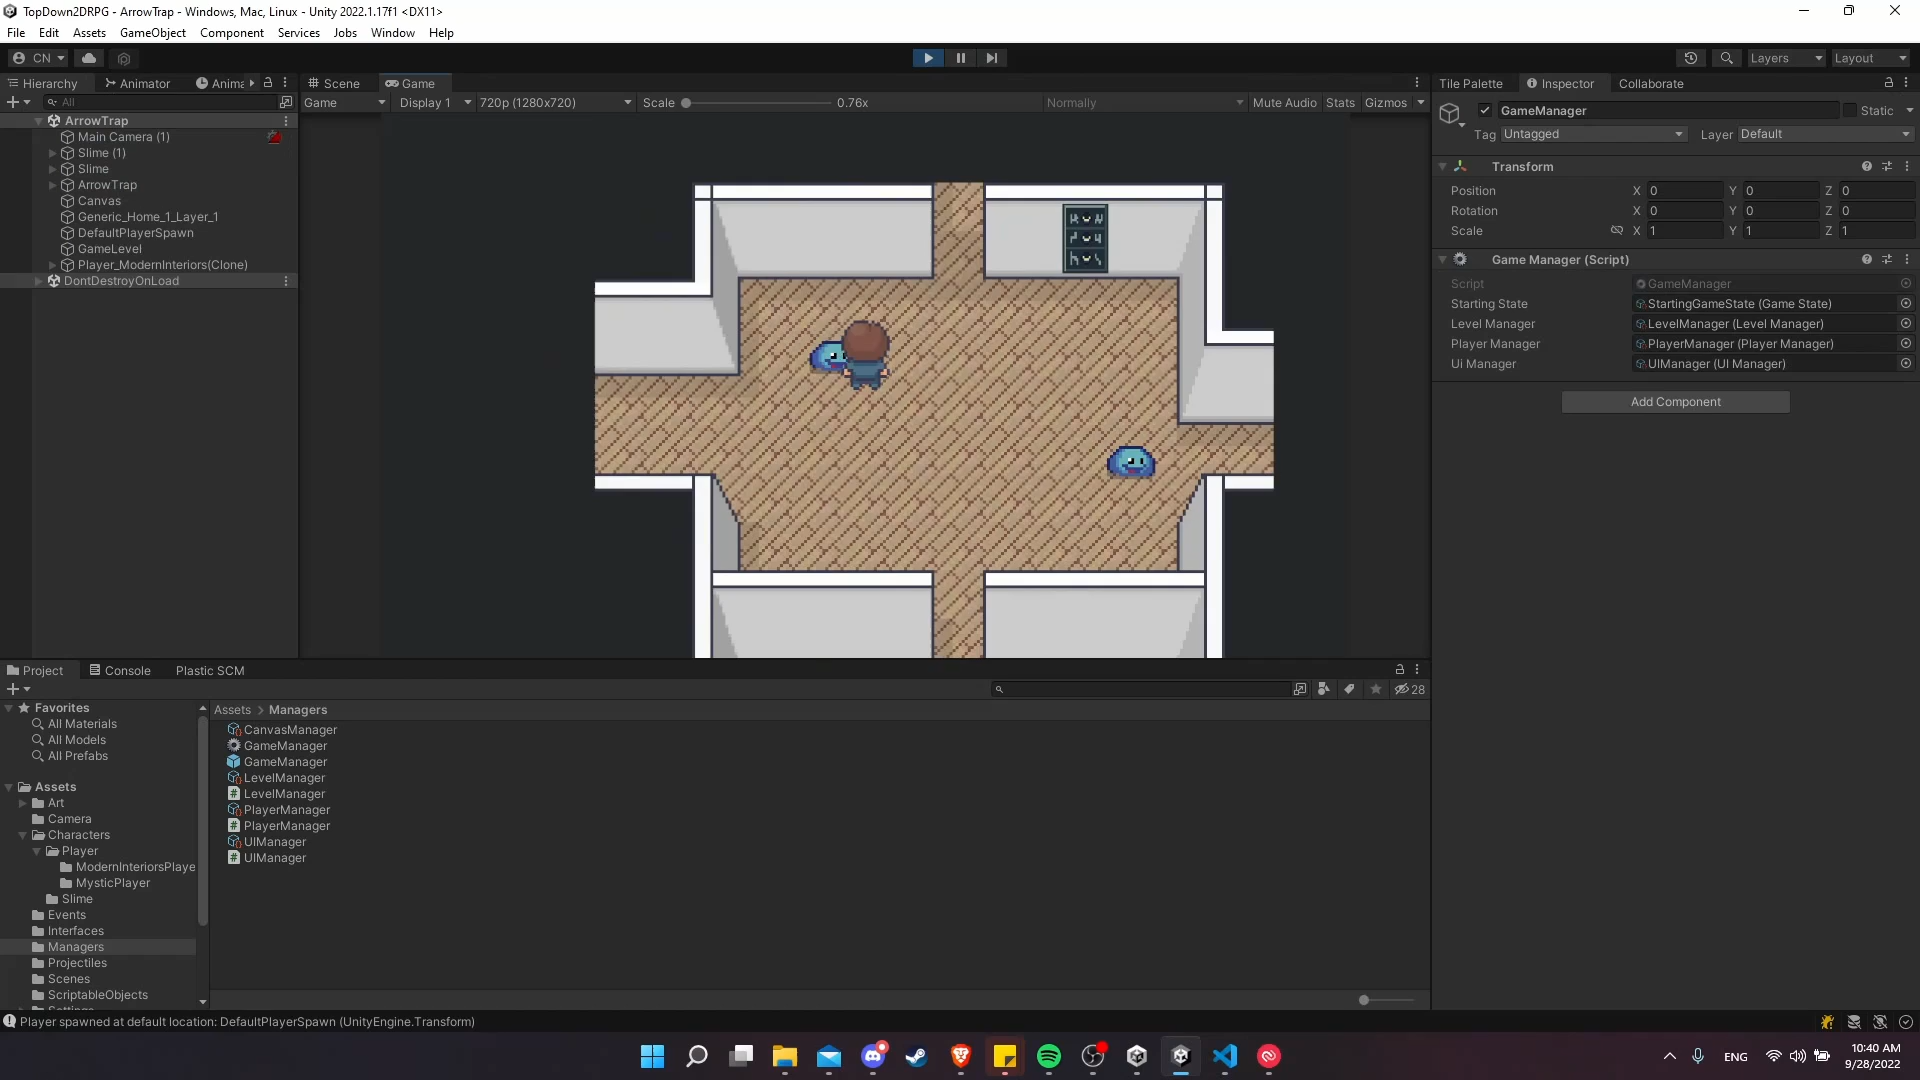 TopDown2DRPG - ArrowTrap - Windows, Mac, Linux - Unity 2022.1.17f1 <DX11>
File Edit Assets GameObject Component Services Jobs Window Help
CN Layers Layout
Hierarchy Animator Anima Scene Game Tile Palette Inspector Collaborate
All Game Display 1 720p (1280x720) Scale 0.76x Normally Mute Audio Stats Gizmos
ArrowTrap
Main Camera (1)
Slime (1)
Slime
ArrowTrap
Canvas
Generic_Home_1_Layer_1
DefaultPlayerSpawn
GameLevel
Player_ModernInteriors(Clone)
DontDestroyOnLoad
GameManager Static
Tag Untagged Layer Default
Transform
Position X 0 Y 0 Z 0
Rotation X 0 Y 0 Z 0
Scale X 1 Y 1 Z 1
Game Manager (Script)
Script GameManager
Starting State StartingGameState (Game State)
Level Manager LevelManager (Level Manager)
Player Manager PlayerManager (Player Manager)
Ui Manager UIManager (UI Manager)
Add Component
Project Console Plastic SCM
28
Favorites
All Materials
All Models
All Prefabs
Assets
Art
Camera
Characters
Player
ModernInteriorsPlaye
MysticPlayer
Slime
Events
Interfaces
Managers
Projectiles
Scenes
ScriptableObjects
Assets > Managers
CanvasManager
GameManager
GameManager
LevelManager
LevelManager
PlayerManager
PlayerManager
UIManager
UIManager
Player spawned at default location: DefaultPlayerSpawn (UnityEngine.Transform)
ENG
10:40 AM
9/28/2022